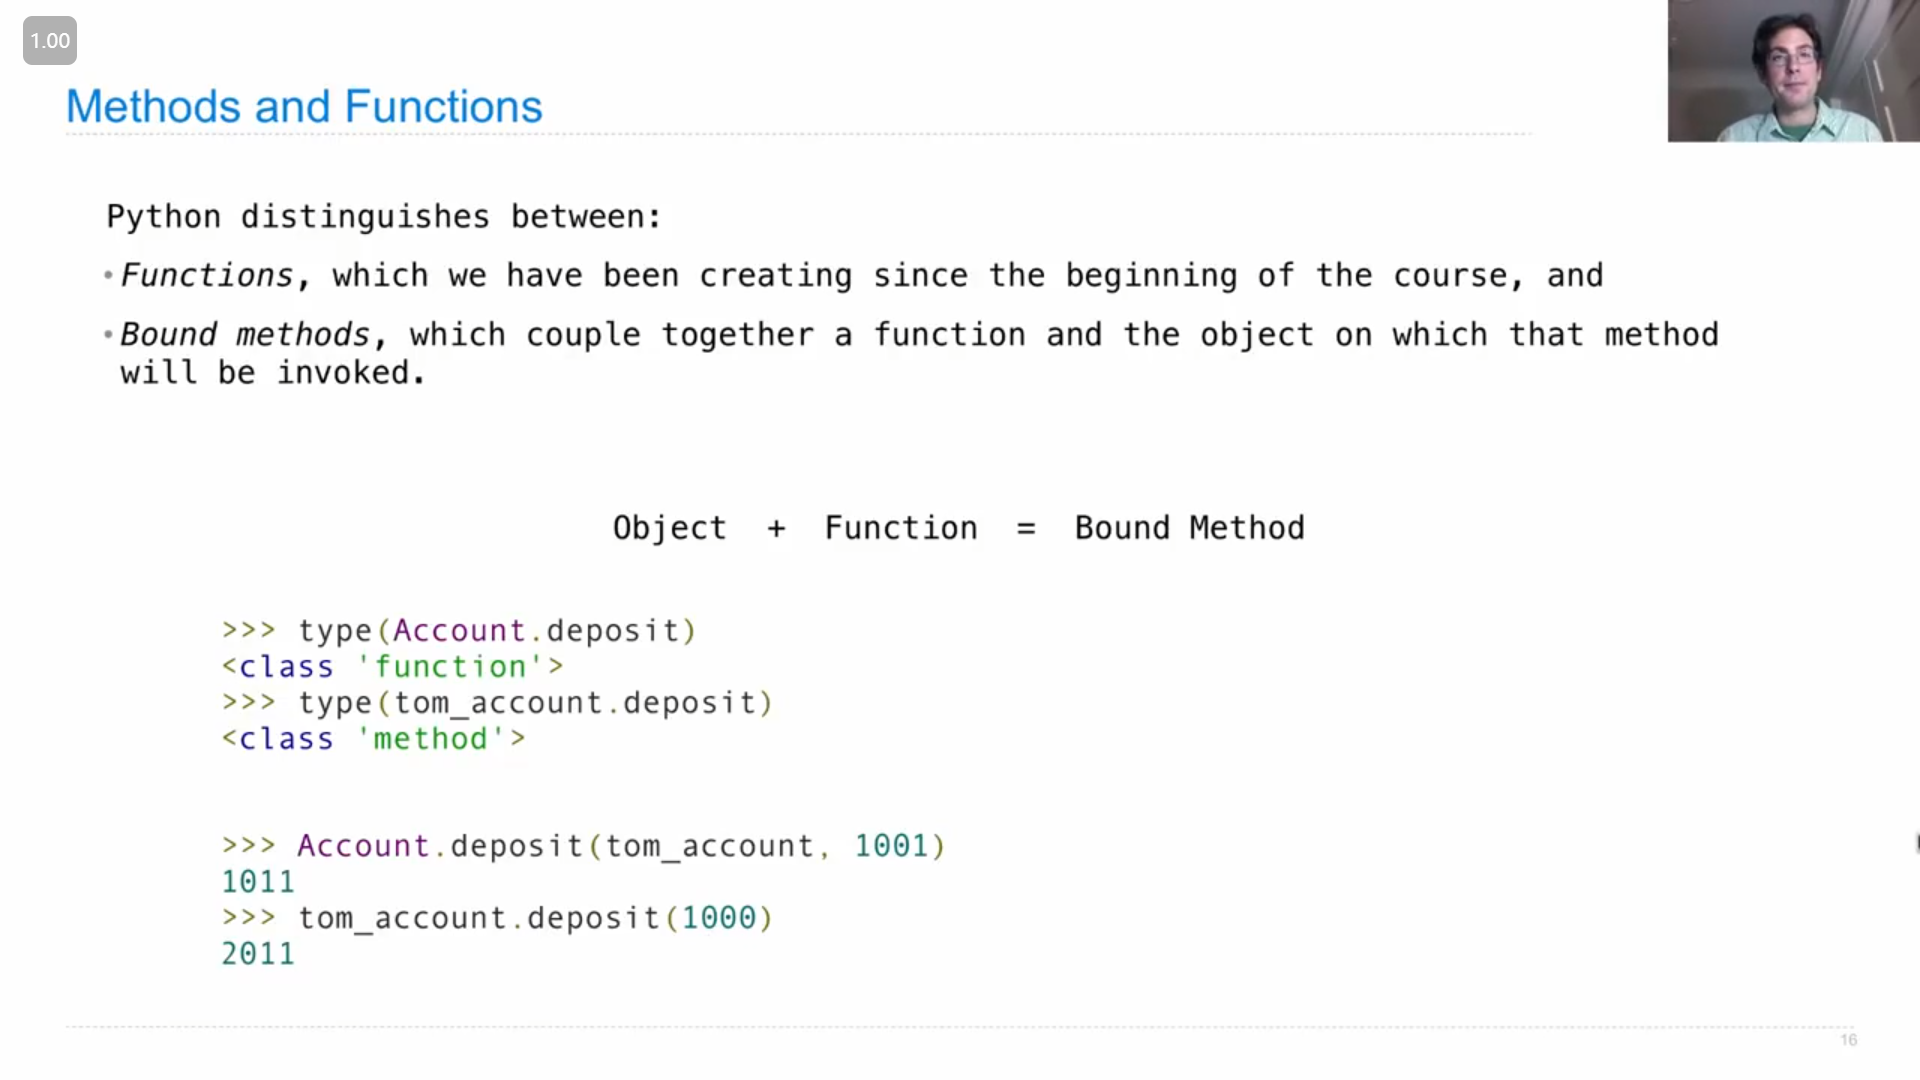 1.00
Methods and Functions
Python distinguishes between:
•Functions, which we have been creating since the beginning of the course, and
•Bound methods, which couple together a function and the object on which that method
will be invoked.
Object + Function = Bound Method
>>> type(Account.deposit)
<class 'function'>
>>> type(tom_account.deposit)
<class 'method'>
>>> Account.deposit(tom_account, 1001)
1011
>>> tom_account.deposit(1000)
2011
16